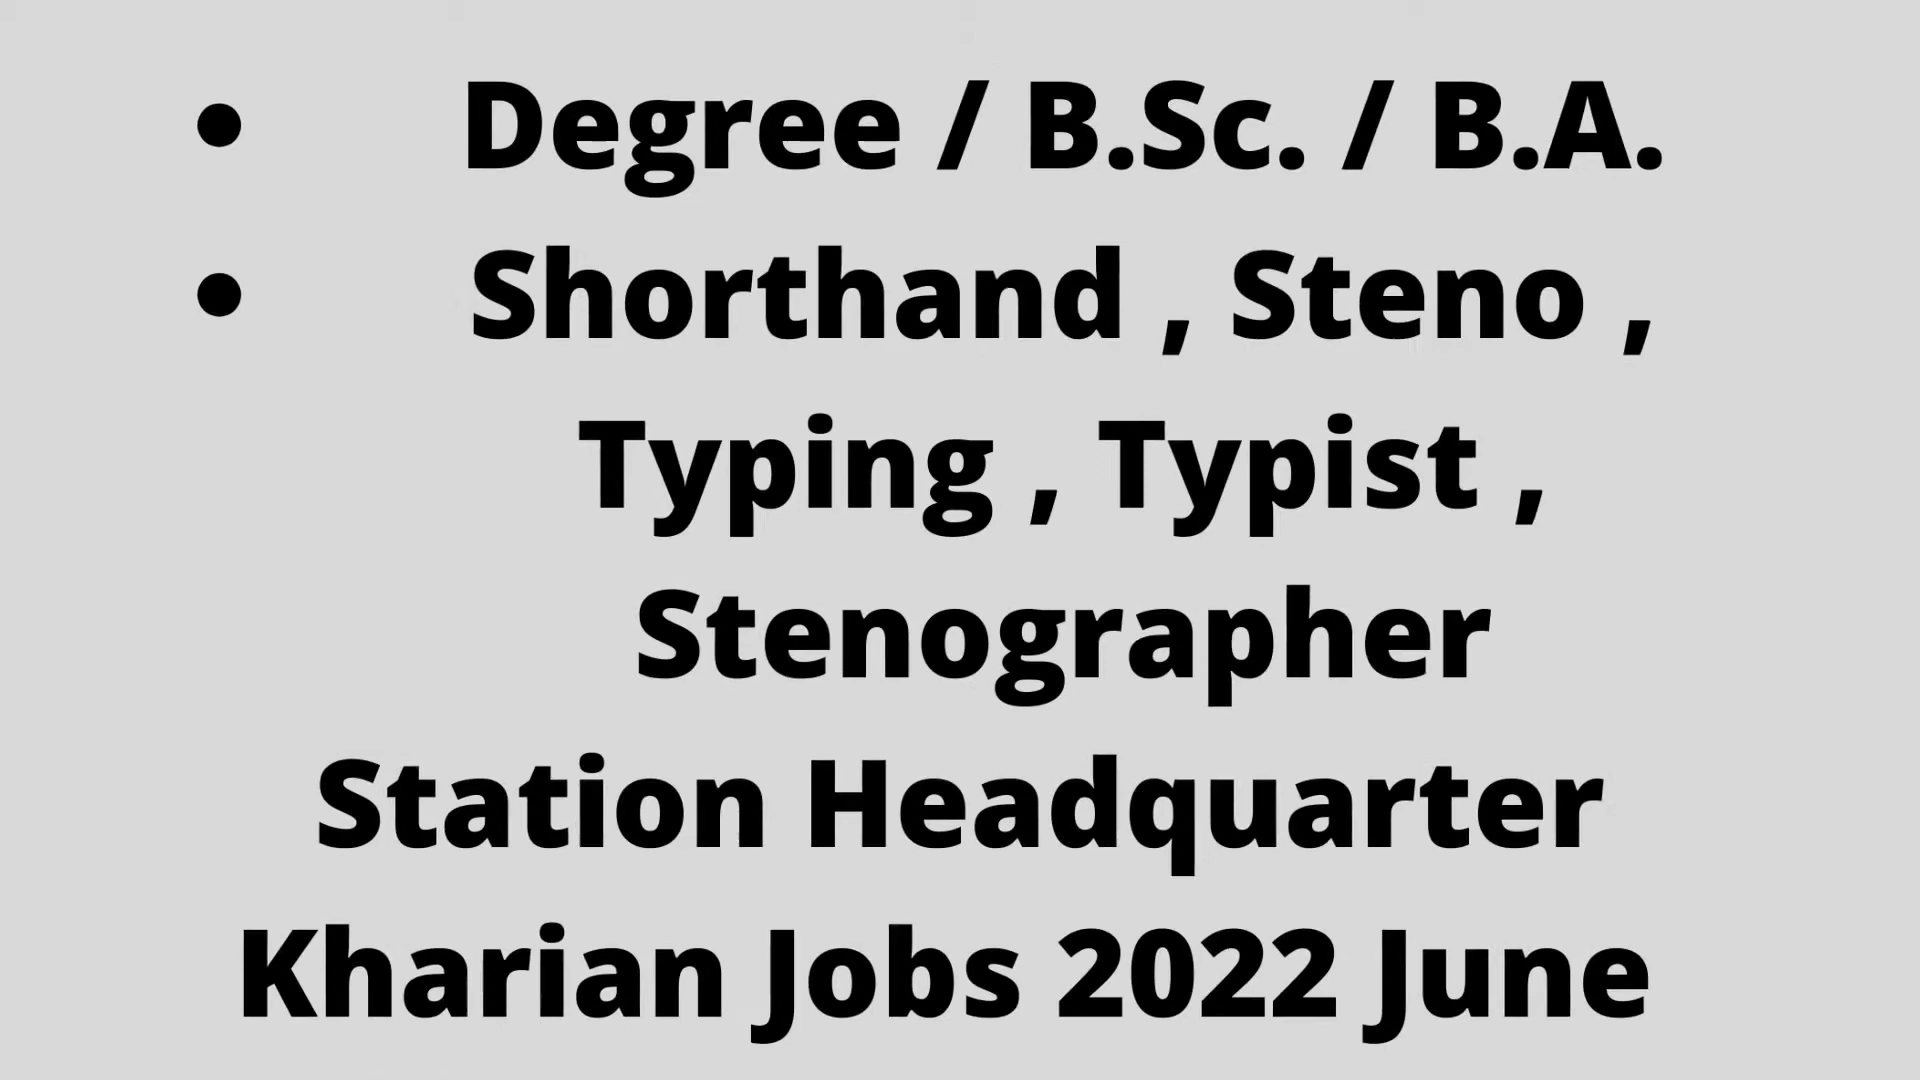 • Degree / B.Sc. / B.A.
• Shorthand , Steno ,
Typing , Typist ,
Stenographer
Station Headquarter
Kharian Jobs 2022 June